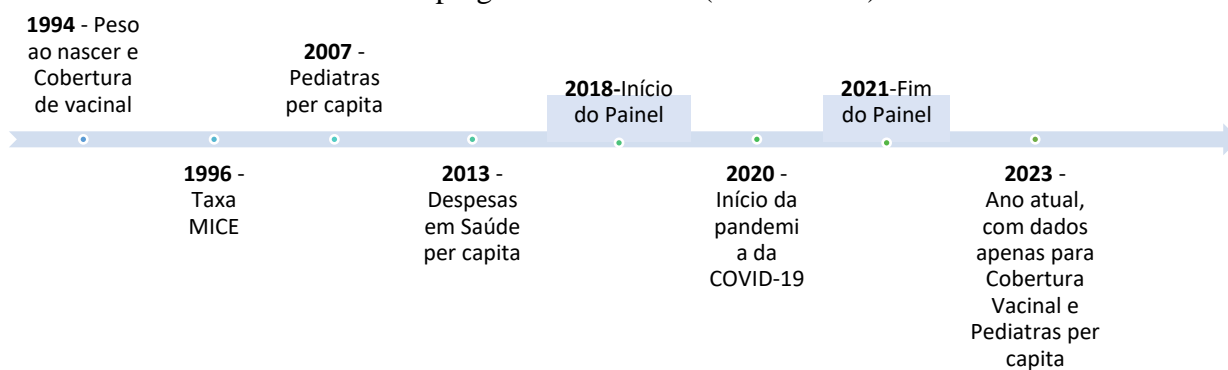 1994 - Peso
ao nascer e
Cobertura
de vacinal
2007 -
Pediatras
per capita
2018-Início
do Painel
2021-Fim
do Painel
1996 -
Taxa
MICE
2013 -
Despesas
em Saúde
per capita
2020 -
Início da
pandemi
a da
COVID-19
2023 -
Ano atual,
com dados
apenas para
Cobertura
Vacinal e
Pediatras per
capita